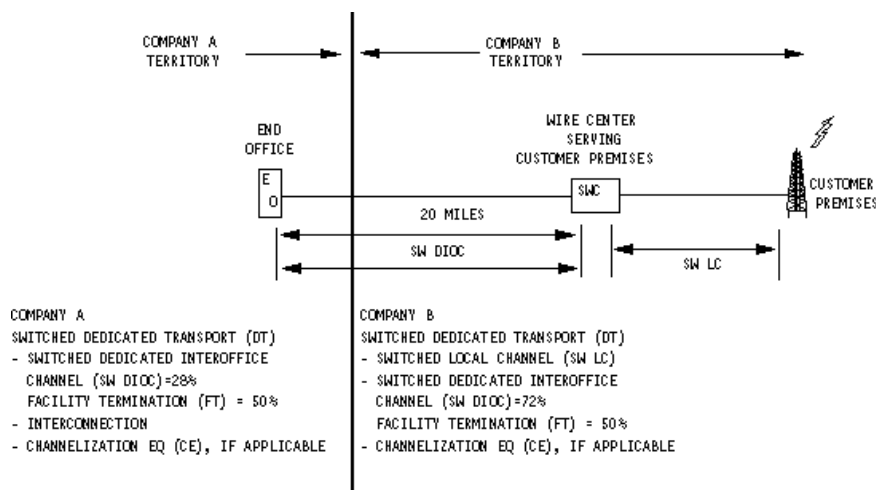 COMPANY A
TERRITORY
COMPANY B
TERRITORY
END
OFFICE
WIRE CENTER
SERVING
CUSTOMER PREMISES
E
O
SWC
CUSTOMER
PREMISES
20 MILES
SW DIOC
SW LC
COMPANY A
SWITCHED DEDICATED TRANSPORT (DT)
- SWITCHED DEDICATED INTEROFFICE
CHANNEL (SW DIOC)=28%
FACILITY TERMINATION (FT) = 50%
- INTERCONNECTION
- CHANNELIZATION EQ (CE), IF APPLICABLE
COMPANY B
SWITCHED DEDICATED TRANSPORT (DT)
- SWITCHED LOCAL CHANNEL (SW LC)
- SWITCHED DEDICATED INTEROFFICE
CHANNEL (SW DIOC)=72%
FACILITY TERMINATION (FT) = 50%
- CHANNELIZATION EQ (CE), IF APPLICABLE